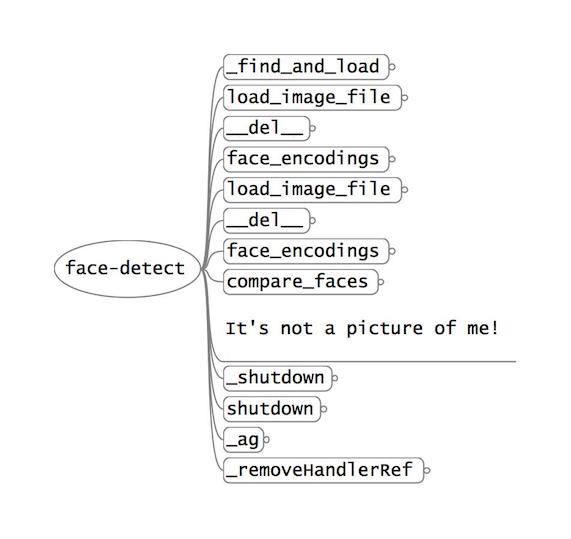 _find_and_load
load_image_file
__del__
face_encodings
load_image_file
__del__
face_encodings
face-detect
compare_faces
It's not a picture of me!
_shutdown
shutdown
_ag
_removeHandlerRef